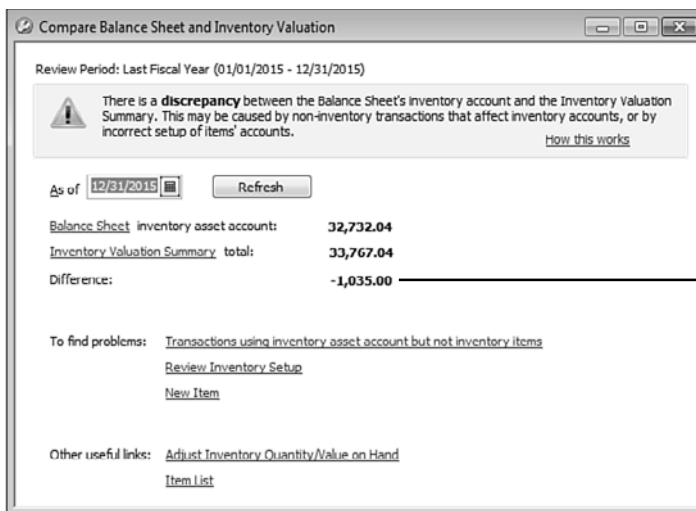 Compare Balance Sheet and Inventory Valuation
Review Period: Last Fiscal Year (01/01/2015 - 12/31/2015)
There is a discrepancy between the Balance Sheet's inventory account and the Inventory Valuation
Summary. This may be caused by non-inventory transactions that affect inventory accounts, or by
incorrect setup of items' accounts.
How this works
As of 12/31/2015 Refresh
Balance Sheet inventory asset account: 32,732.04
Inventory Valuation Summary total: 33,767.04
Difference: -1,035.00
To find problems: Transactions using inventory asset account but not inventory items
Review Inventory Setup
New Item
Other useful links: Adjust Inventory Quantity/Value on Hand
Item List